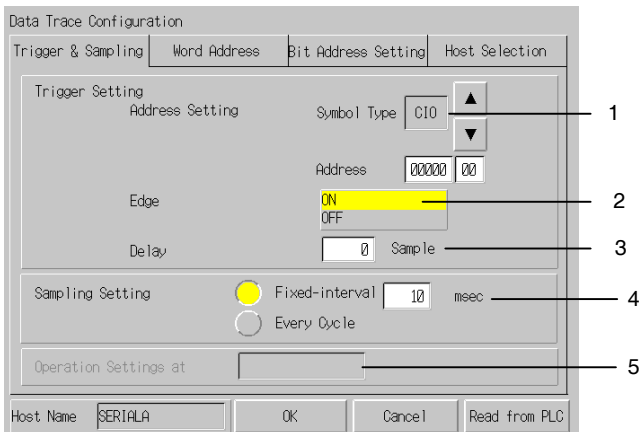 Data Trace Configuration
Trigger & Sampling Word Address Bit Address Setting Host Selection
Trigger Setting
Address Setting Symbol Type CIO ▲ 1
▼
Address 00000 00
Edge ON 2
OFF
Delay 0 Sample 3
Sampling Setting Fixed-interval 10 msec 4
Every Cycle
Operation Settings at 5
Host Name SERIALA OK Cancel Read from PLC